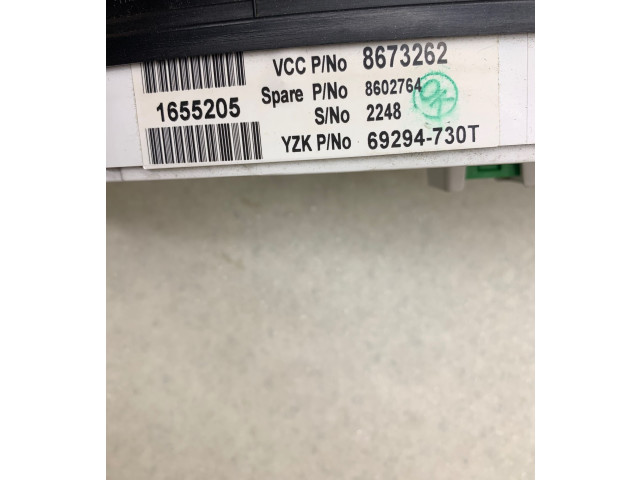 VCC P/No 8673262
1655205
Spare P/No 8602764
OK
S/No 2248
YZK P/No 69294-730T